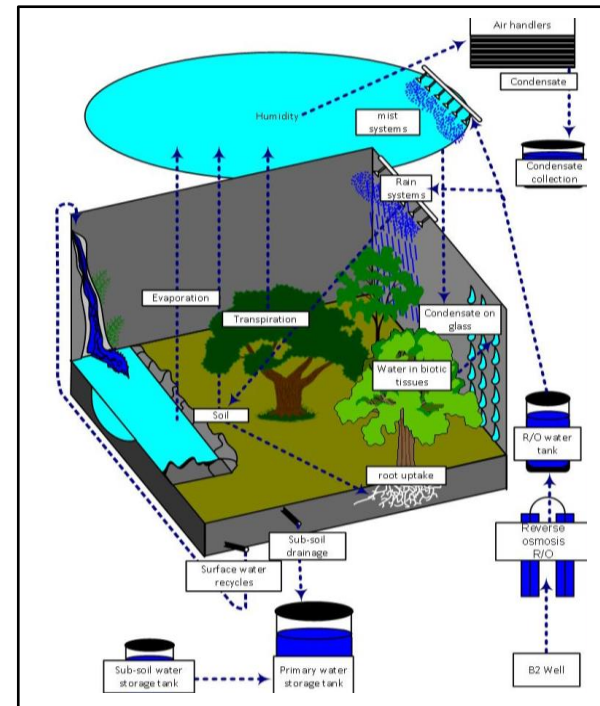 Air handlers
Condensate
Humidity
mist
systems
Condensate
collection
Rain
systems
Evaporation
Transpiration
Condensate on
glass
Water in biotic
tissues
Soil
R/O water
tank
root uptake
Reverse
osmosis
R/O
Sub-soil
drainage
Surface water
recycles
Sub-soil water
storage tank
Primary water
storage tank
B2 Well